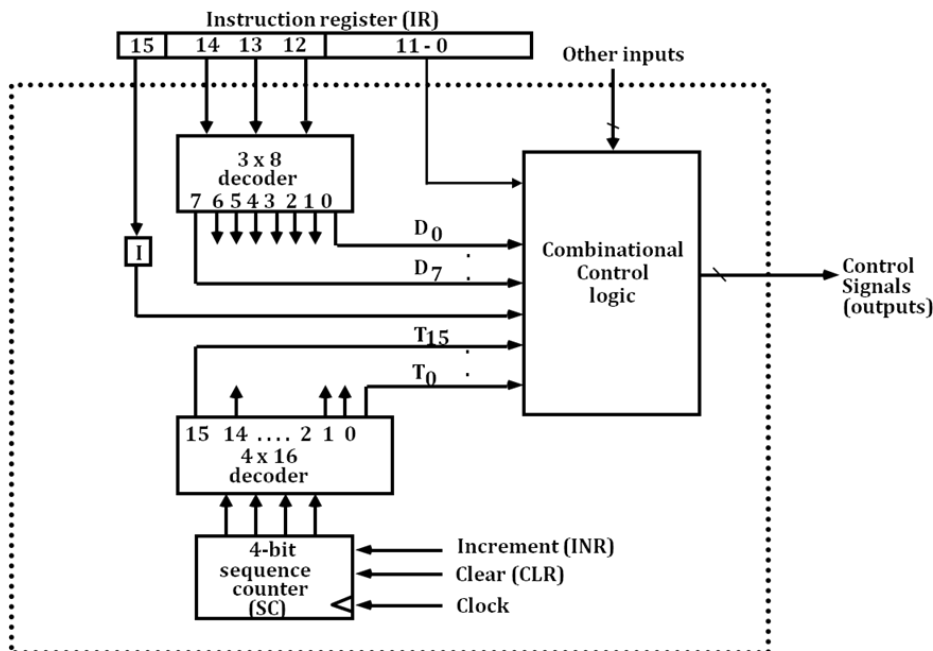 Instruction register (IR)
15 14 13 12 11 - 0
Other inputs
3 x 8
decoder
7 6 5 4 3 2 1 0
D0
I
D7
Combinational
Control
logic
Control
Signals
(outputs)
T15
T0
15 14 .... 2 1 0
4 x 16
decoder
4-bit
sequence
counter
(SC)
Increment (INR)
Clear (CLR)
Clock